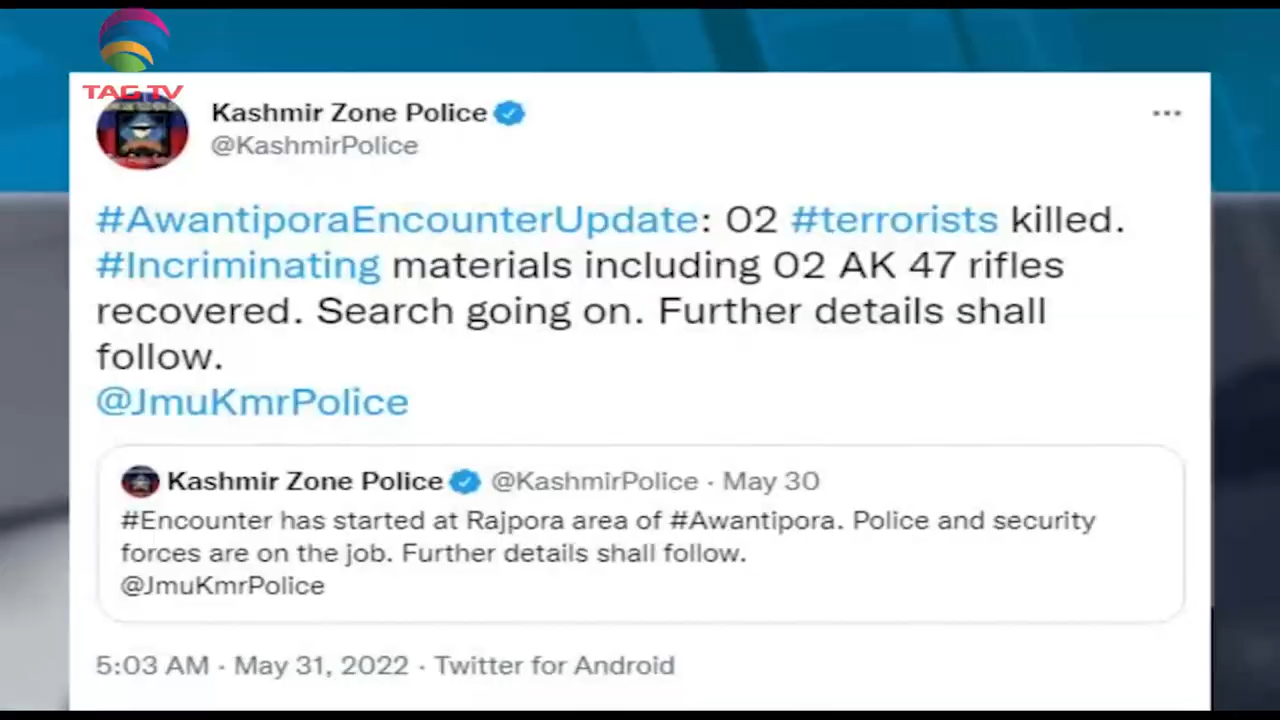 TAG TV
Kashmir Zone Police
@KashmirPolice
#AwantiporaEncounterUpdate: 02 #terrorists killed.
#Incriminating materials including 02 AK 47 rifles
recovered. Search going on. Further details shall
follow.
@JmuKmrPolice
Kashmir Zone Police @KashmirPolice · May 30
#Encounter has started at Rajpora area of #Awantipora. Police and security
forces are on the job. Further details shall follow.
@JmuKmrPolice
5:03 AM · May 31, 2022 · Twitter for Android